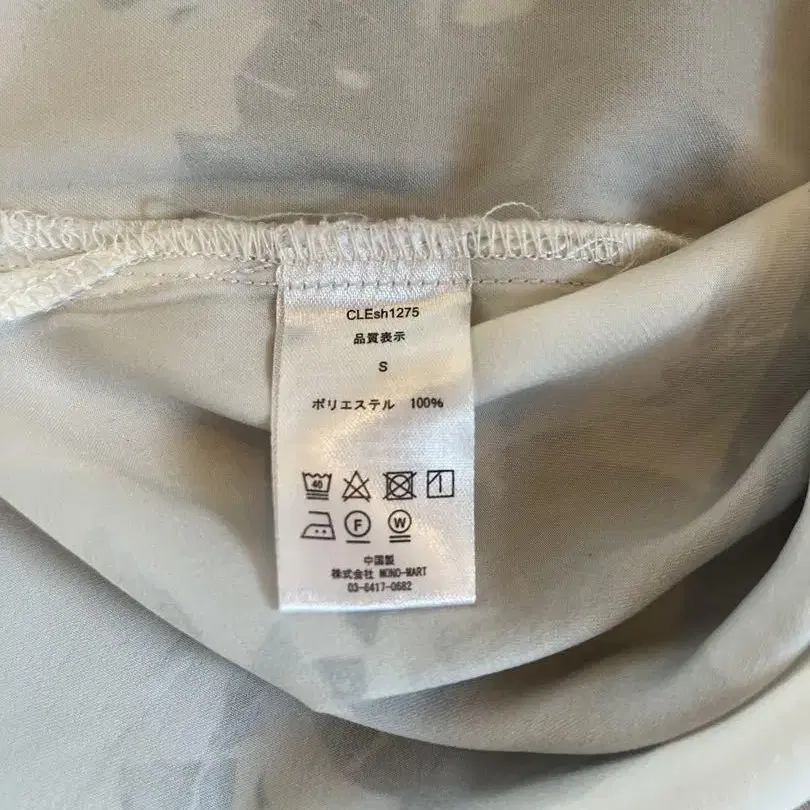 CLEsh1275
品質表示
S
ポリエステル 100%
40
F W
中国製
株式会社 MONO-MART
03-6417-0682